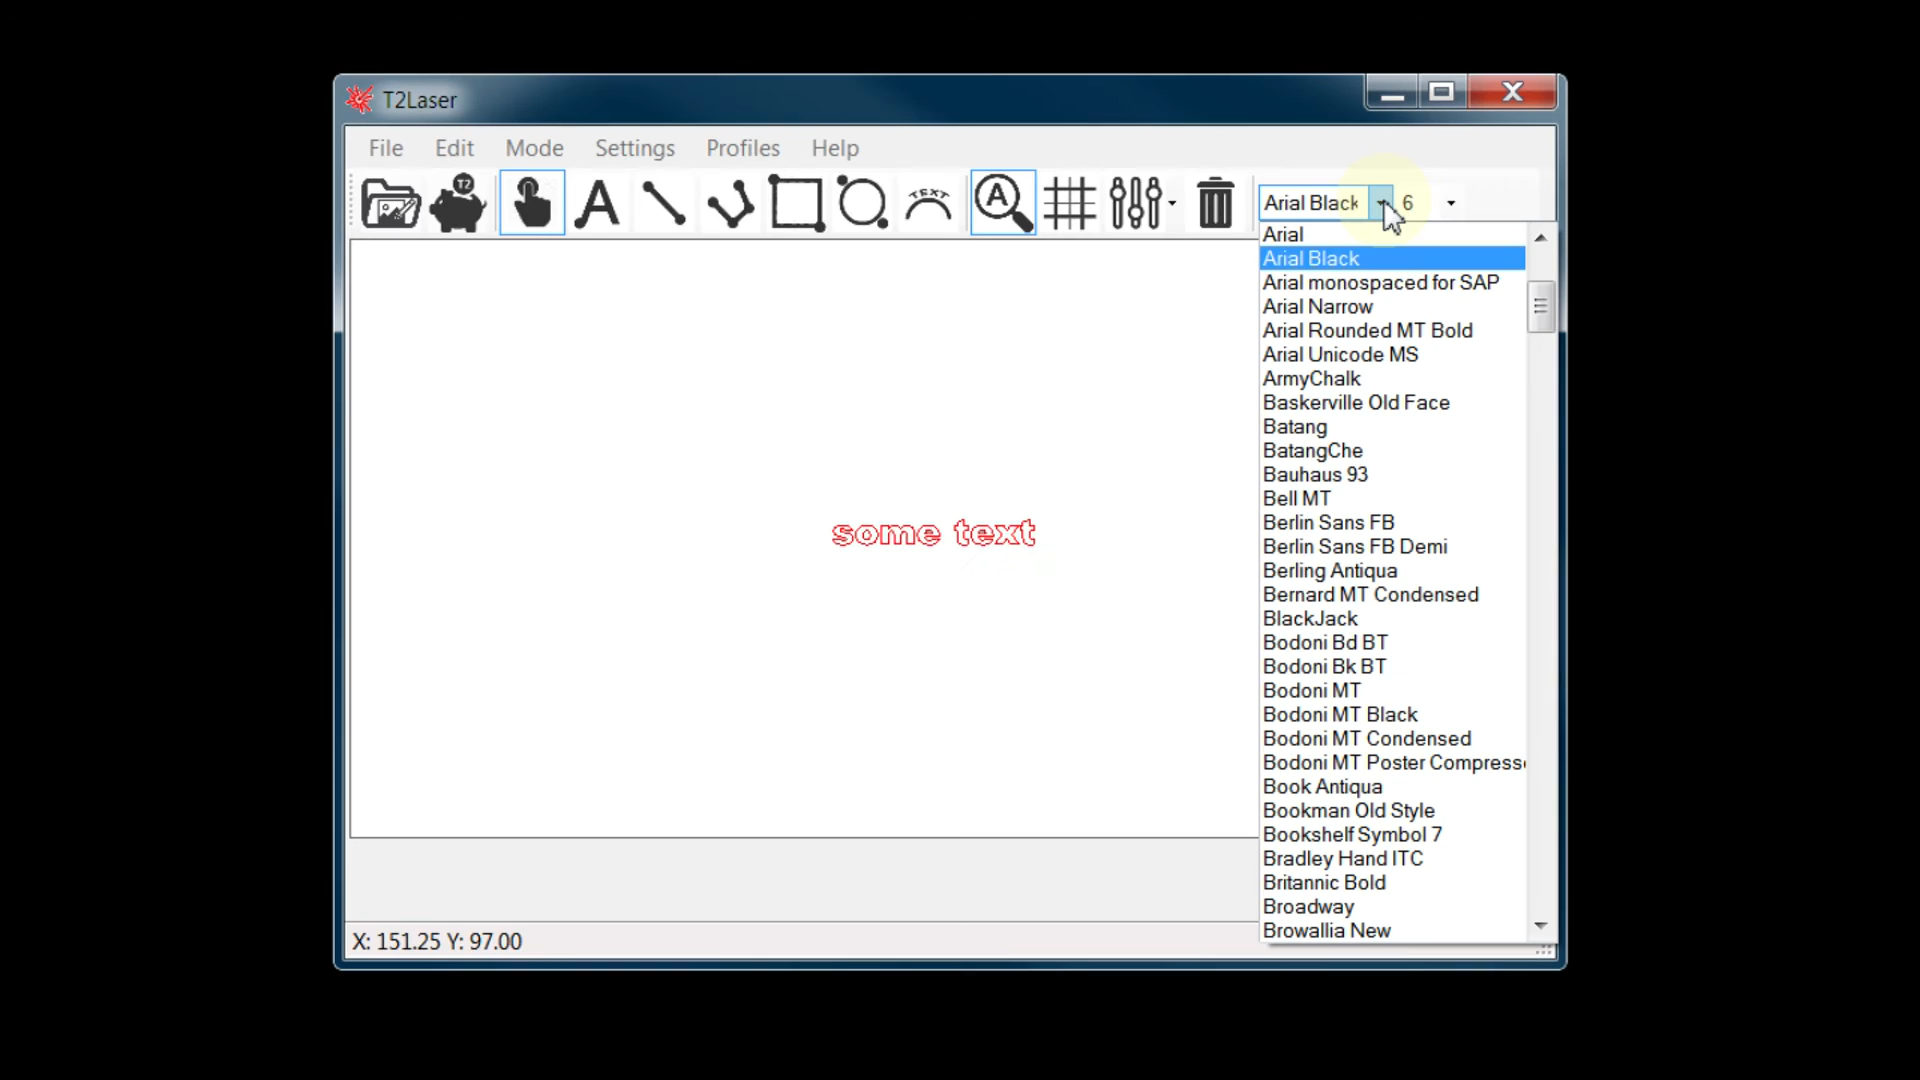 T2Laser
File Edit Mode Settings Profiles Help
T2 A TEXT A Arial Black 6
Arial
Arial Black
Arial monospaced for SAP
Arial Narrow
Arial Rounded MT Bold
Arial Unicode MS
ArmyChalk
Baskerville Old Face
Batang
BatangChe
Bauhaus 93
Bell MT
Berlin Sans FB
some text
Berlin Sans FB Demi
Berling Antiqua
Bernard MT Condensed
BlackJack
Bodoni Bd BT
Bodoni Bk BT
Bodoni MT
Bodoni MT Black
Bodoni MT Condensed
Bodoni MT Poster Compress
Book Antiqua
Bookman Old Style
Bookshelf Symbol 7
Bradley Hand ITC
Britannic Bold
Broadway
Browallia New
X: 151.25 Y: 97.00